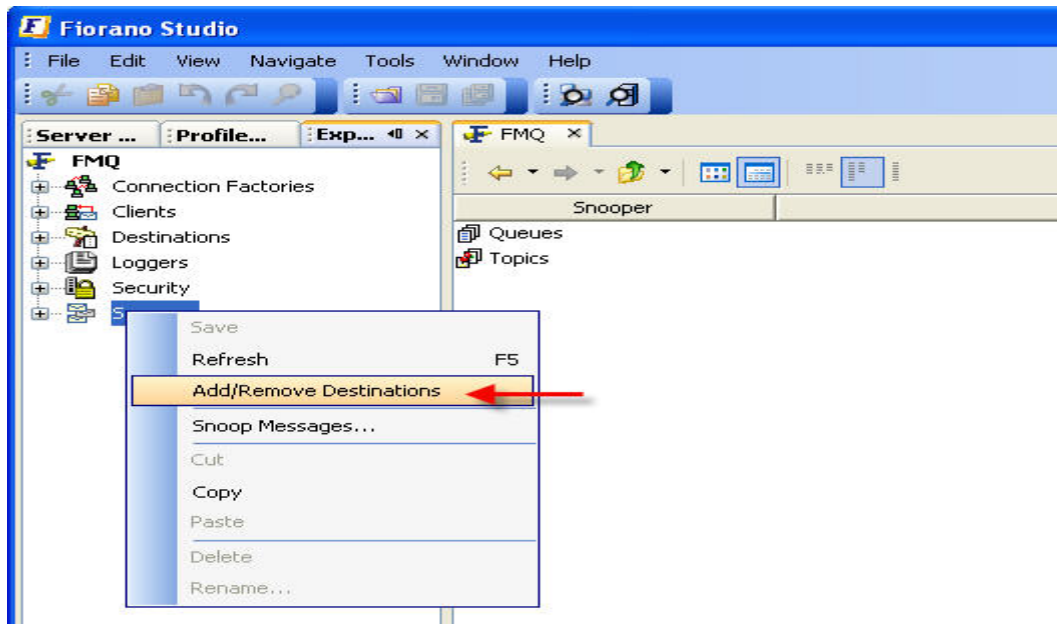 Fiorano Studio
File Edit View Navigate Tools Window Help
Server ... Profile... Exp...
FMQ
FMQ
Connection Factories
Clients
Destinations
Loggers
Security
Snooper
Queues
Topics
Save
Refresh F5
Add/Remove Destinations
Snoop Messages...
Cut
Copy
Paste
Delete
Rename...